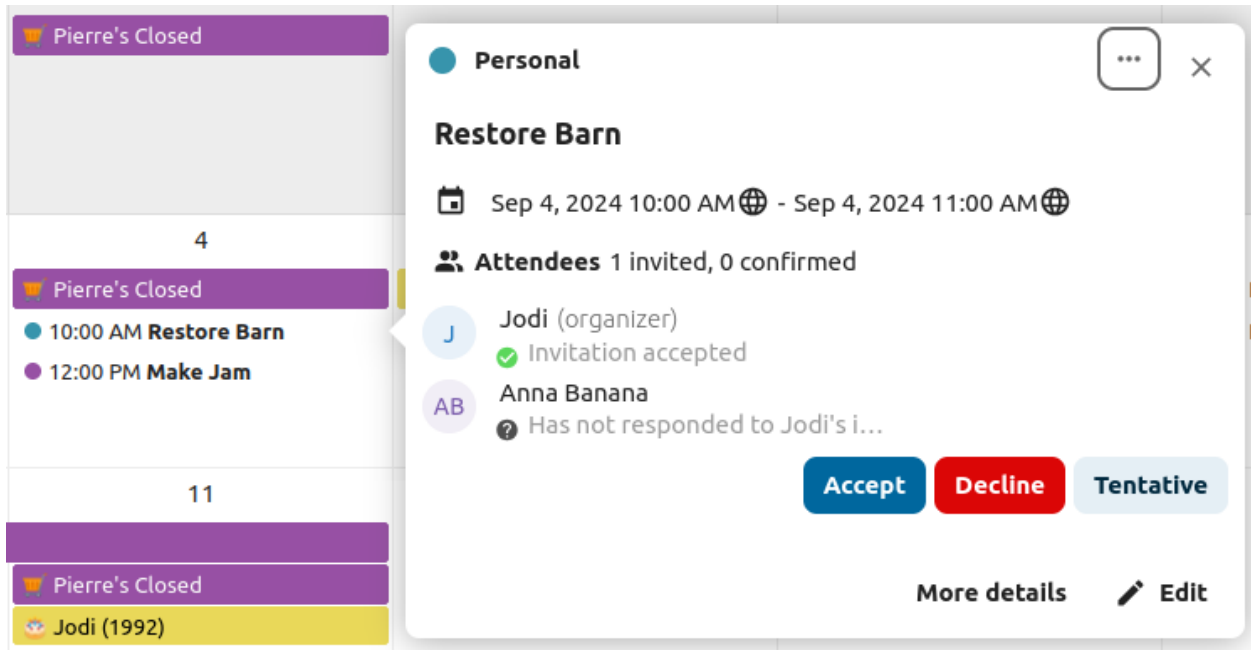 Pierre's Closed
4
Pierre's Closed
10:00 AM Restore Barn
12:00 PM Make Jam
11
Pierre's Closed
Jodi (1992)
Personal
Restore Barn
Sep 4, 2024 10:00 AM - Sep 4, 2024 11:00 AM
Attendees 1 invited, 0 confirmed
J
Jodi (organizer)
Invitation accepted
AB
Anna Banana
Has not responded to Jodi's i...
Accept Decline Tentative
More details Edit